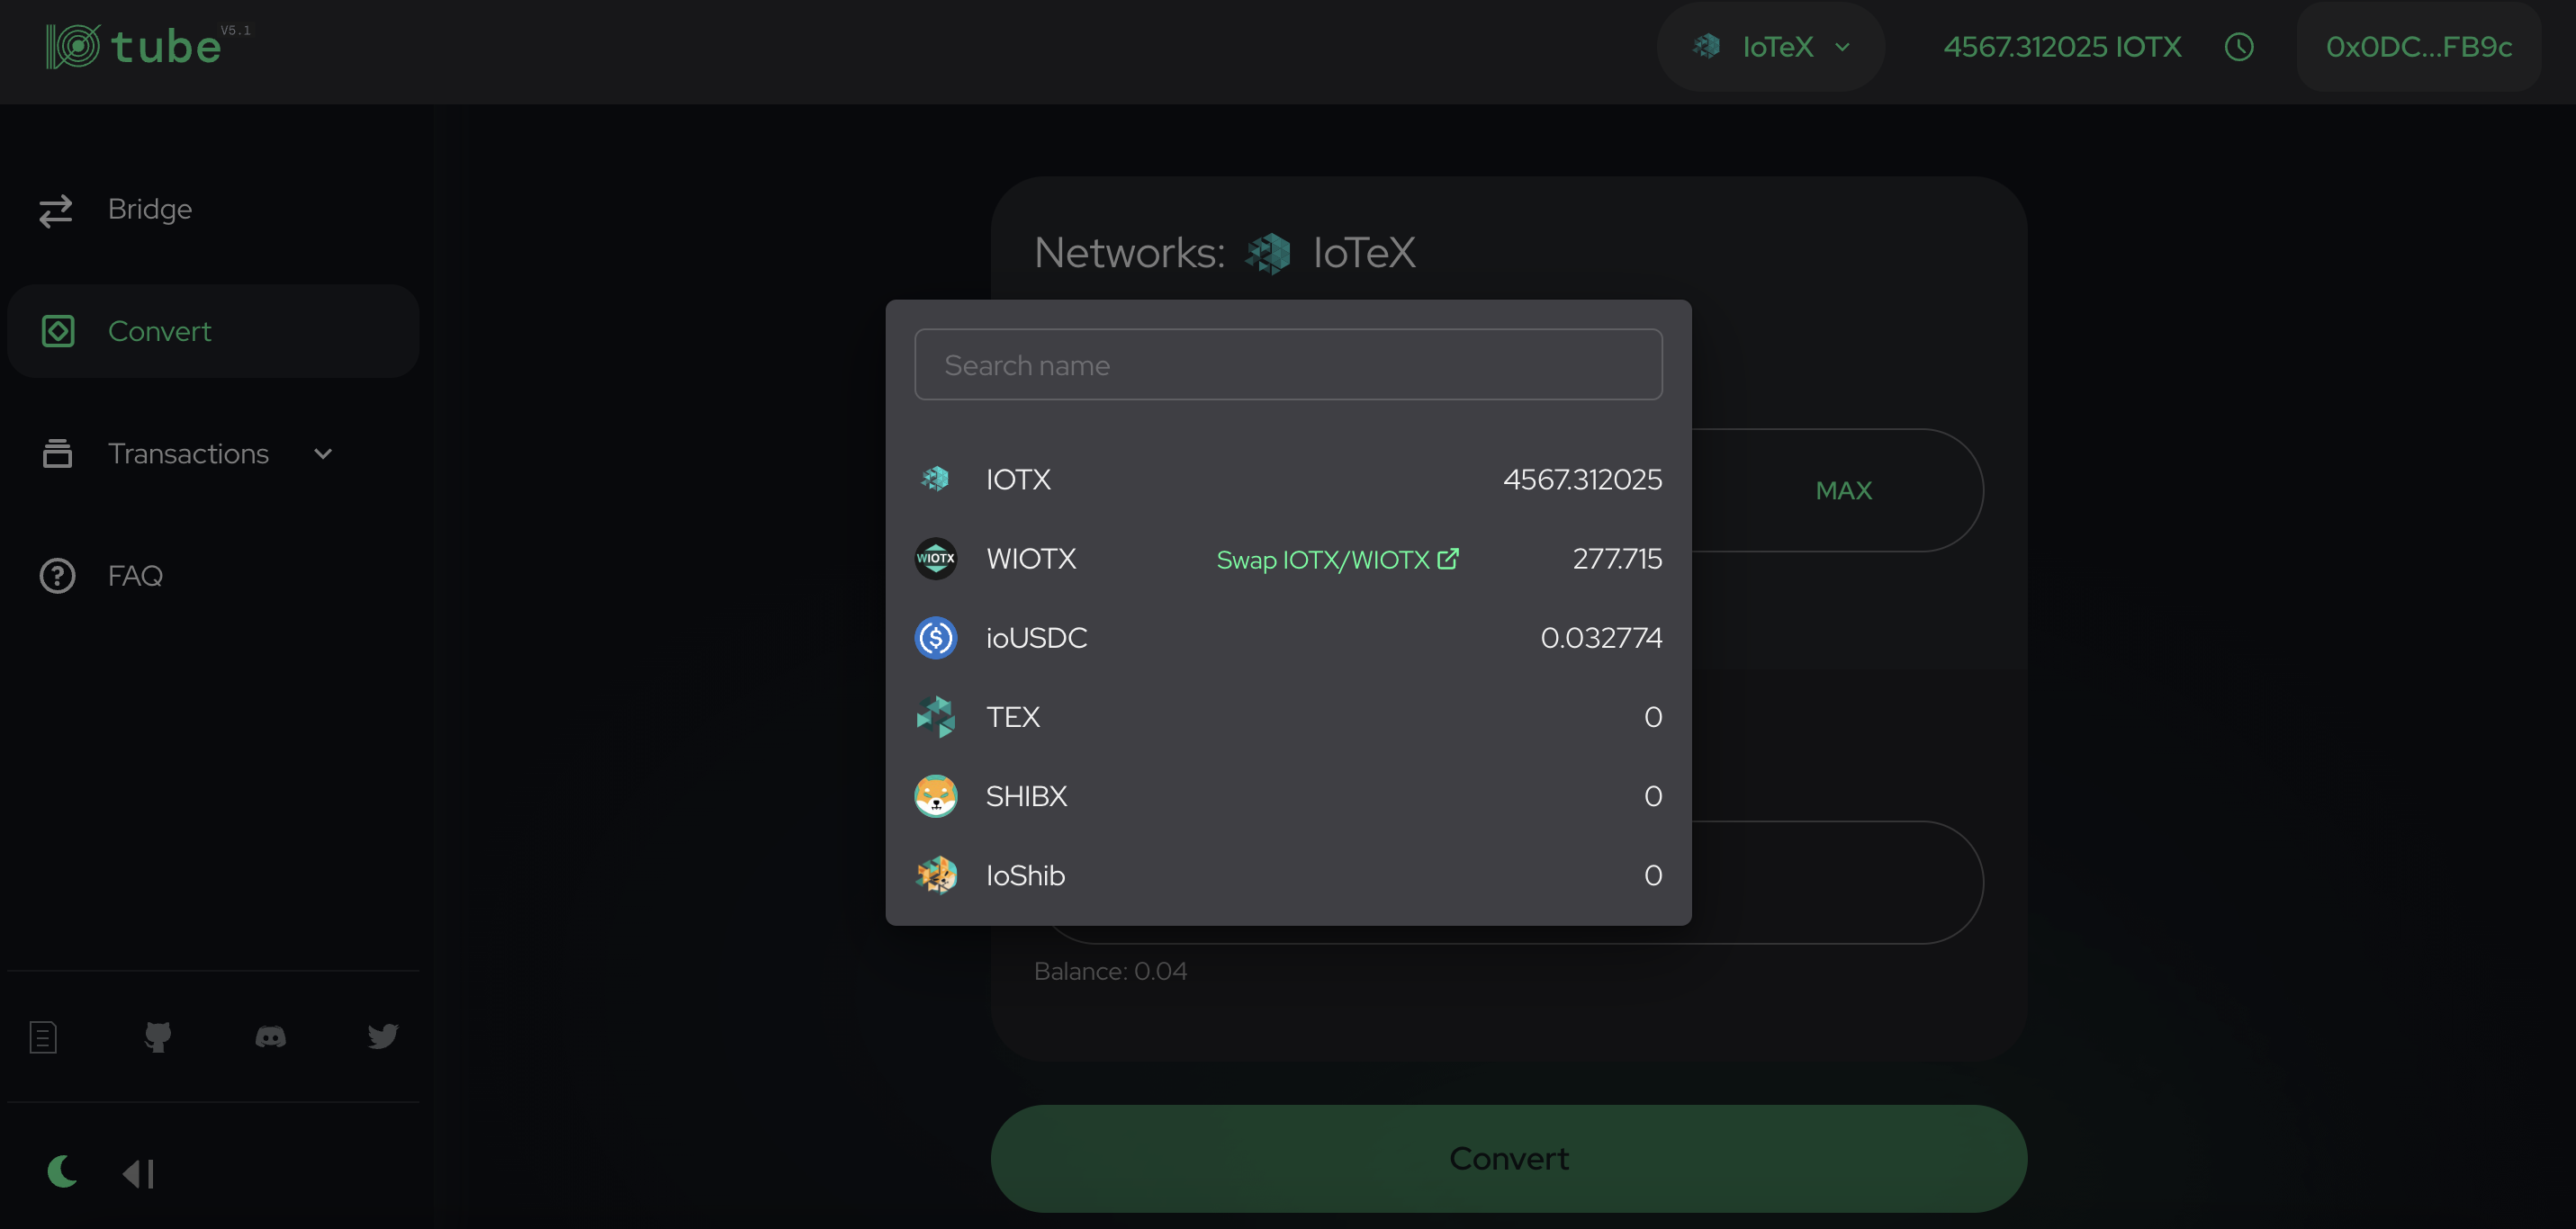 tube V5.1
IoTeX
4567.312025 IOTX
0x0DC...FB9c
Bridge
Convert
Transactions
FAQ
Networks: IoTeX
MAX
Search name
IOTX 4567.312025
WIOTX WIOTX Swap IOTX/WIOTX 277.715
ioUSDC 0.032774
TEX 0
SHIBX 0
IoShib 0
Balance: 0.04
Convert